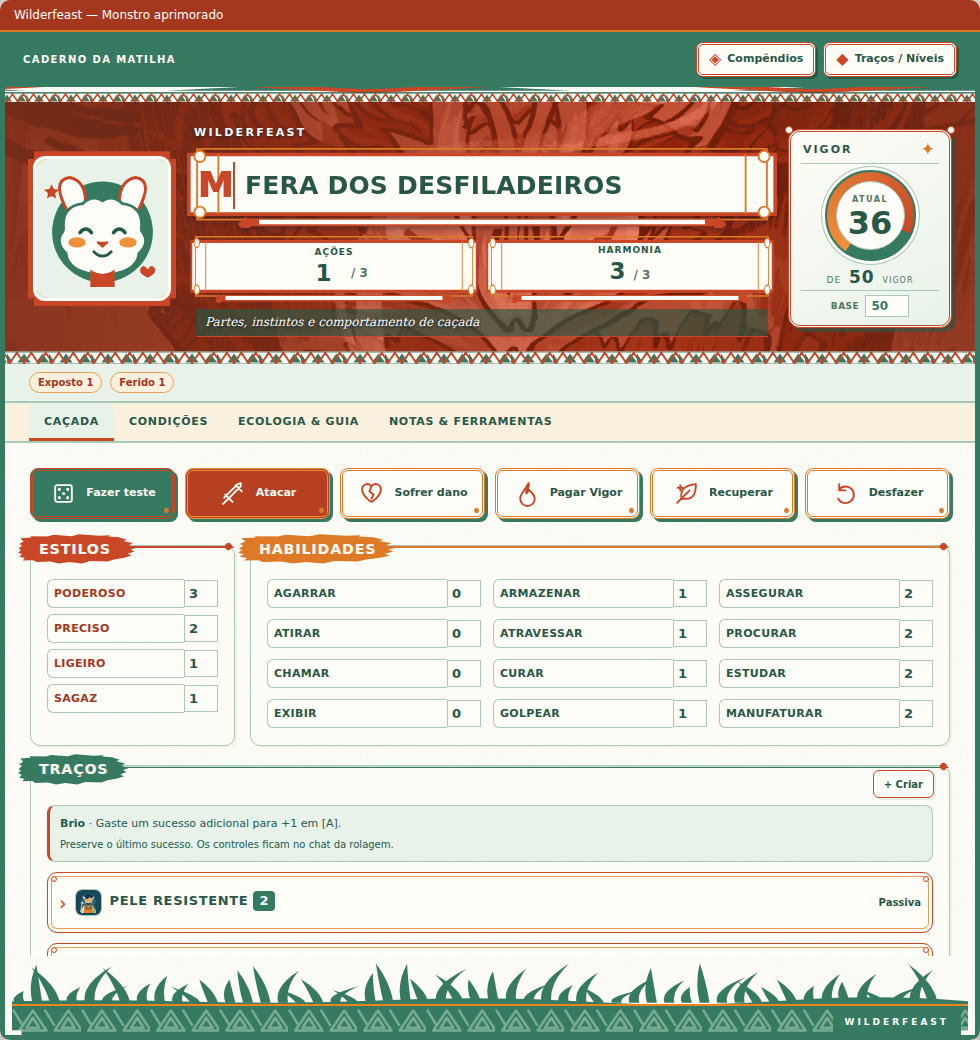 Wilderfeast — Monstro aprimorado
CADERNO DA MATILHA
Compêndios
Traços / Níveis
WILDERFEAST
M FERA DOS DESFILADEIROS
AÇÕES
1 / 3
HARMONIA
3 / 3
Partes, instintos e comportamento de caçada
VIGOR
ATUAL
36
DE 50 VIGOR
BASE 50
Exposto 1
Ferido 1
CAÇADA
CONDIÇÕES
ECOLOGIA & GUIA
NOTAS & FERRAMENTAS
Fazer teste
Atacar
Sofrer dano
Pagar Vigor
Recuperar
Desfazer
ESTILOS
PODEROSO 3
PRECISO 2
LIGEIRO 1
SAGAZ 1
HABILIDADES
AGARRAR 0
ARMAZENAR 1
ASSEGURAR 2
ATIRAR 0
ATRAVESSAR 1
PROCURAR 2
CHAMAR 0
CURAR 1
ESTUDAR 2
EXIBIR 0
GOLPEAR 1
MANUFATURAR 2
TRAÇOS
+ Criar
Brio · Gaste um sucesso adicional para +1 em [A].
Preserve o último sucesso. Os controles ficam no chat da rolagem.
PELE RESISTENTE 2
Passiva
WILDERFEAST